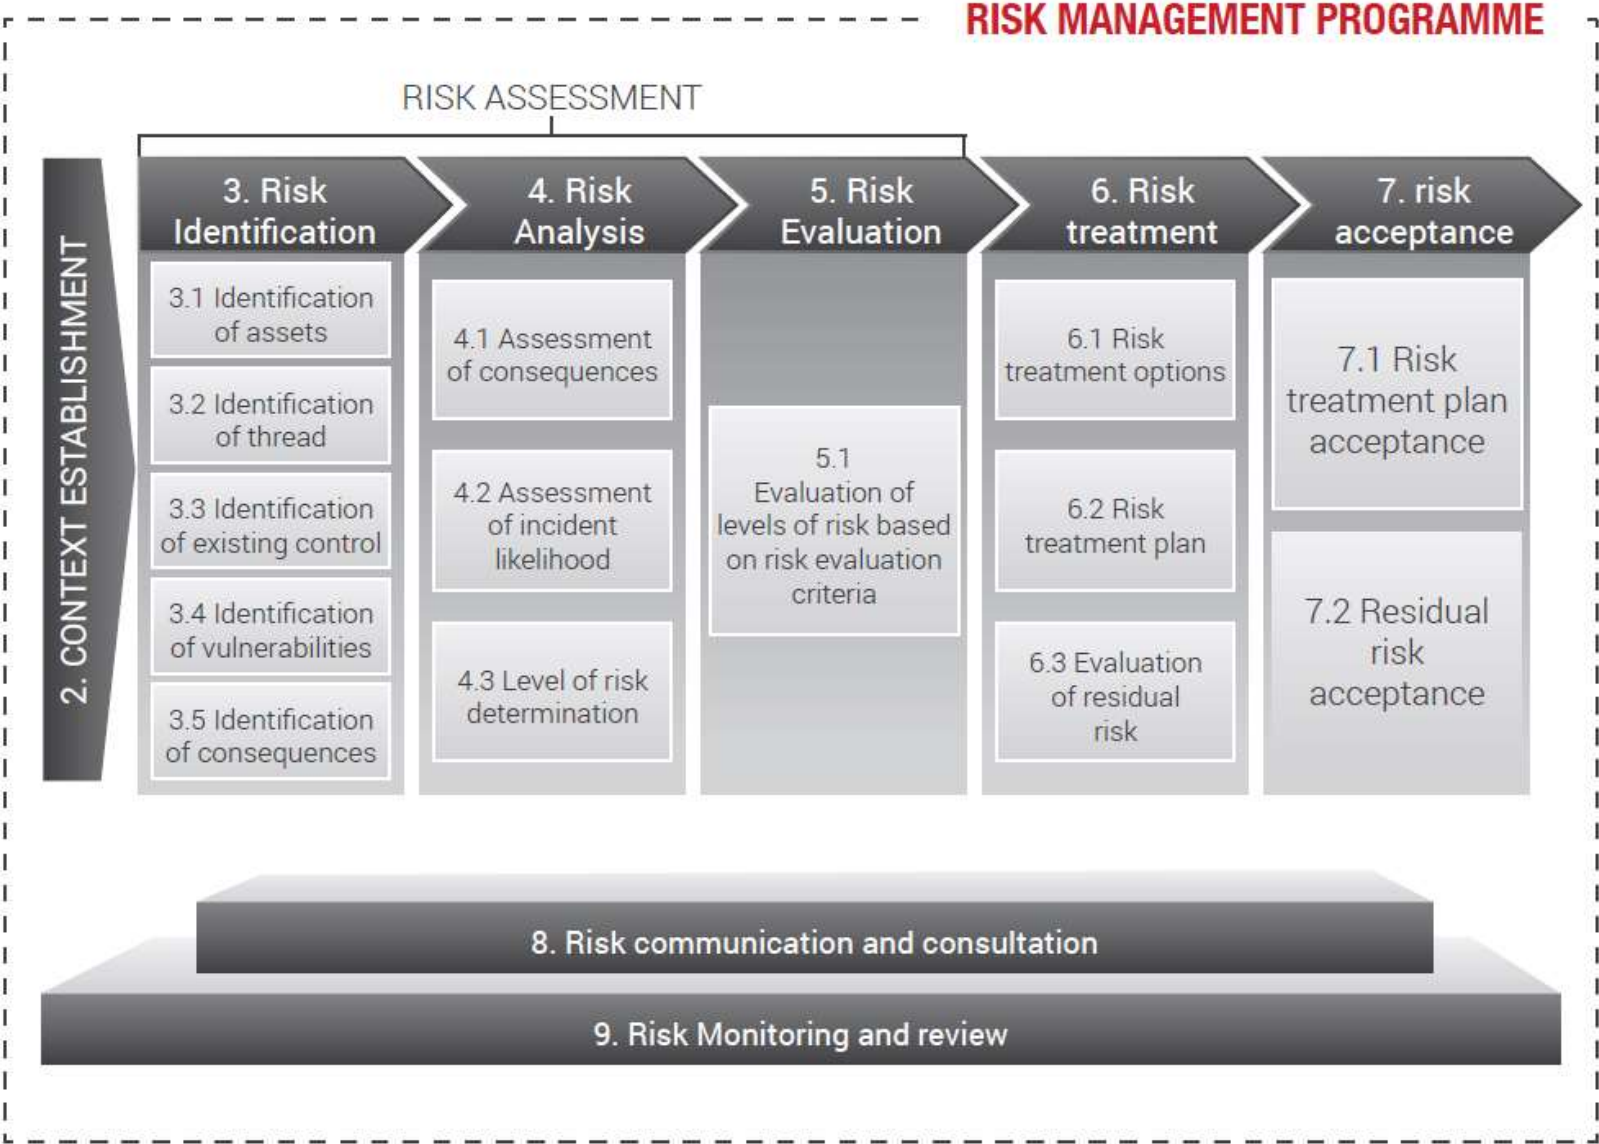 RISK MANAGEMENT PROGRAMME
RISK ASSESSMENT
2. CONTEXT ESTABLISHMENT
3. Risk
Identification
3.1 Identification
of assets
3.2 Identification
of thread
3.3 Identification
of existing control
3.4 Identification
of vulnerabilities
3.5 Identification
of consequences
4. Risk
Analysis
4.1 Assessment
of consequences
4.2 Assessment
of incident
likelihood
4.3 Level of risk
determination
5. Risk
Evaluation
5.1
Evaluation of
levels of risk based
on risk evaluation
criteria
6. Risk
treatment
6.1 Risk
treatment options
6.2 Risk
treatment plan
6.3 Evaluation
of residual
risk
7. risk
acceptance
7.1 Risk
treatment plan
acceptance
7.2 Residual
risk
acceptance
8. Risk communication and consultation
9. Risk Monitoring and review